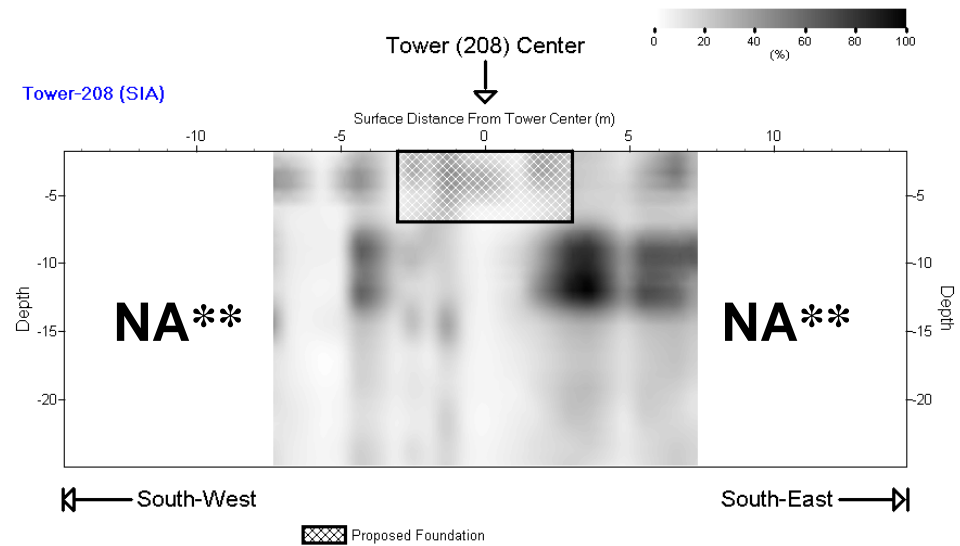 0 20 40 60 80 100
(%)
Tower (208) Center
Tower-208 (SIA)
Surface Distance From Tower Center (m)
-10 -5 0 5 10
-5 -5
-10 -10
Depth NA** NA** Depth
-15 -15
-20 -20
South-West South-East
Proposed Foundation